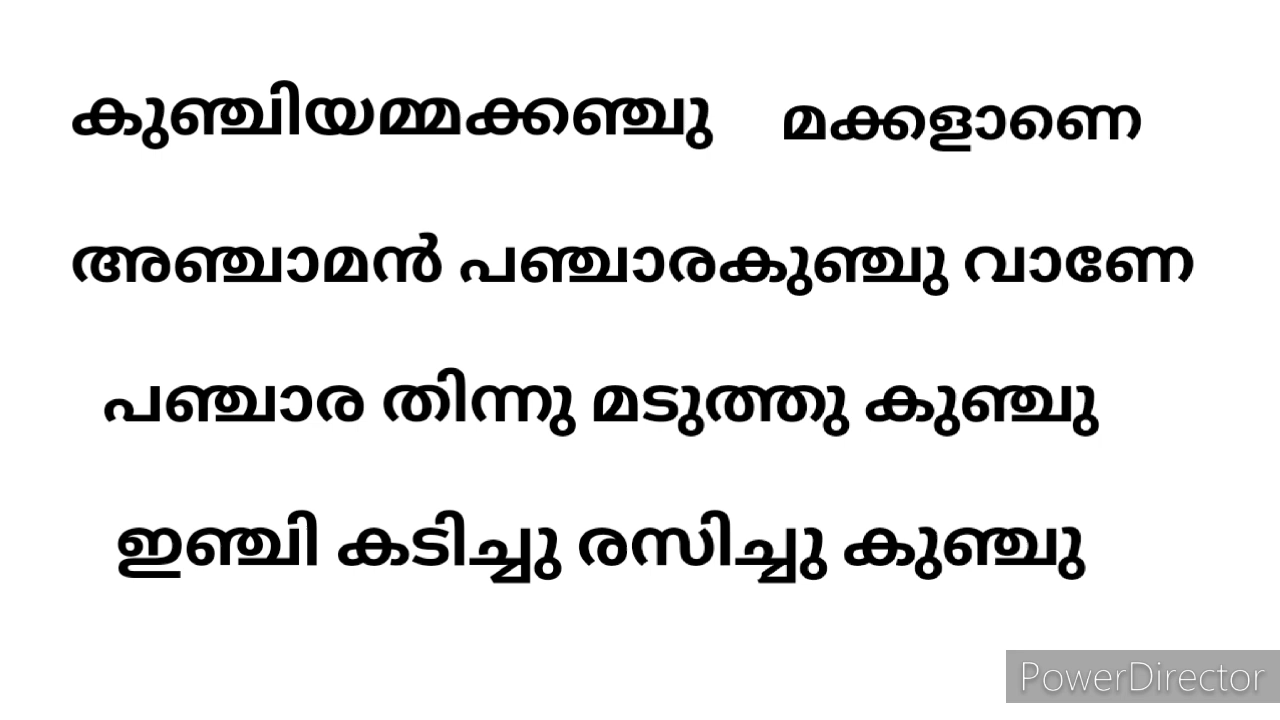 കുഞ്ചിയമ്മക്കഞ്ചു മക്കളാണെ
അഞ്ചാമൻ പഞ്ചാരകുഞ്ചു വാണേ
പഞ്ചാര തിന്നു മടുത്തു കുഞ്ചു
ഇഞ്ചി കടിച്ചു രസിച്ചു കുഞ്ചു
PowerDirector